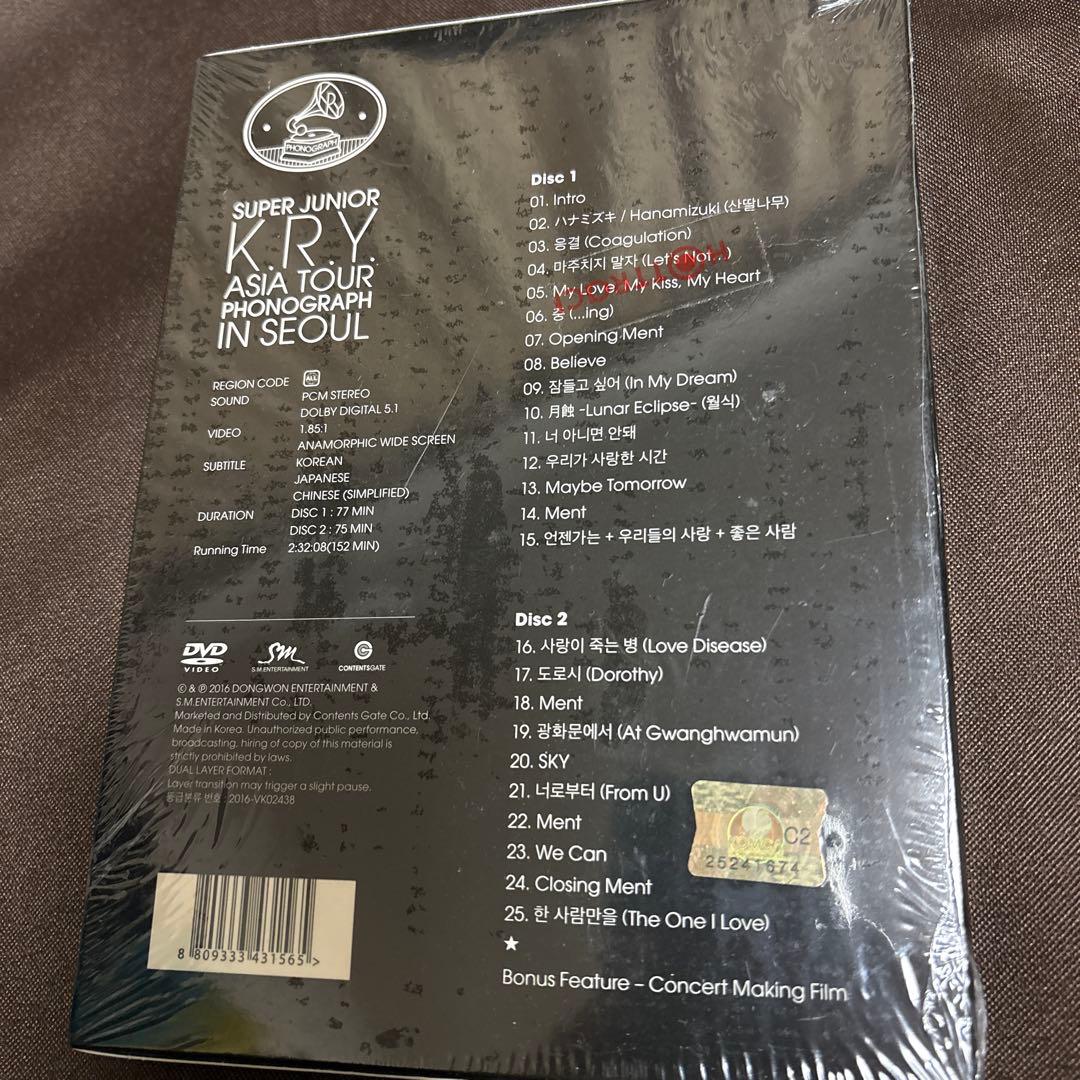 KRY
PHONOGRAPH
SUPER JUNIOR
K.R.Y.
ASIA TOUR
PHONOGRAPH
IN SEOUL
REGION CODE ALL
SOUND PCM STEREO
DOLBY DIGITAL 5.1
VIDEO 1.85:1
ANAMORPHIC WIDE SCREEN
SUBTITLE KOREAN
JAPANESE
CHINESE (SIMPLIFIED)
DURATION DISC 1 : 77 MIN
DISC 2 : 75 MIN
Running Time 2:32:08(152 MIN)
DVD VIDEO
SM S.M.ENTERTAINMENT
CONTENTSGATE
© & ℗ 2016 DONGWON ENTERTAINMENT &
S.M.ENTERTAINMENT Co., LTD.
Marketed and Distributed by Contents Gate Co., Ltd.
Made in Korea. Unauthorized public performance,
broadcasting, hiring of copy of this material is
strictly prohibited by laws.
DUAL LAYER FORMAT :
Layer transition may trigger a slight pause.
등급분류 번호 : 2016-VK02438
8 809333 431565 >
Disc 1
01. Intro
02. ハナミズキ / Hanamizuki (산딸나무)
03. 응결 (Coagulation)
04. 마주치지 말자 (Let's Not...)
05. My Love, My Kiss, My Heart
06. 중 (...ing)
07. Opening Ment
08. Believe
09. 잠들고 싶어 (In My Dream)
10. 月蝕 -Lunar Eclipse- (월식)
11. 너 아니면 안돼
12. 우리가 사랑한 시간
13. Maybe Tomorrow
14. Ment
15. 언젠가는 + 우리들의 사랑 + 좋은 사람
Disc 2
16. 사랑이 죽는 병 (Love Disease)
17. 도로시 (Dorothy)
18. Ment
19. 광화문에서 (At Gwanghwamun)
20. SKY
21. 너로부터 (From U)
22. Ment
23. We Can
24. Closing Ment
25. 한 사람만을 (The One I Love)
★
Bonus Feature – Concert Making Film
C2
25241674